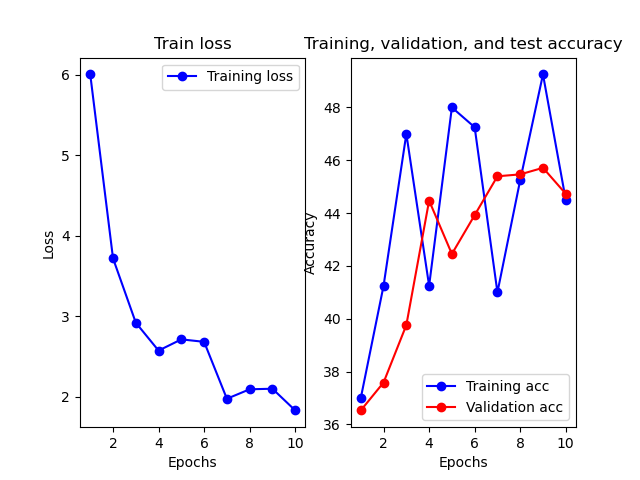 Train loss
Training, validation, and test accuracy
Training loss
6
5
4
3
2
Loss
2
4
6
8
10
Epochs
48
46
44
42
40
38
36
Accuracy
Training acc
Validation acc
2
4
6
8
10
Epochs